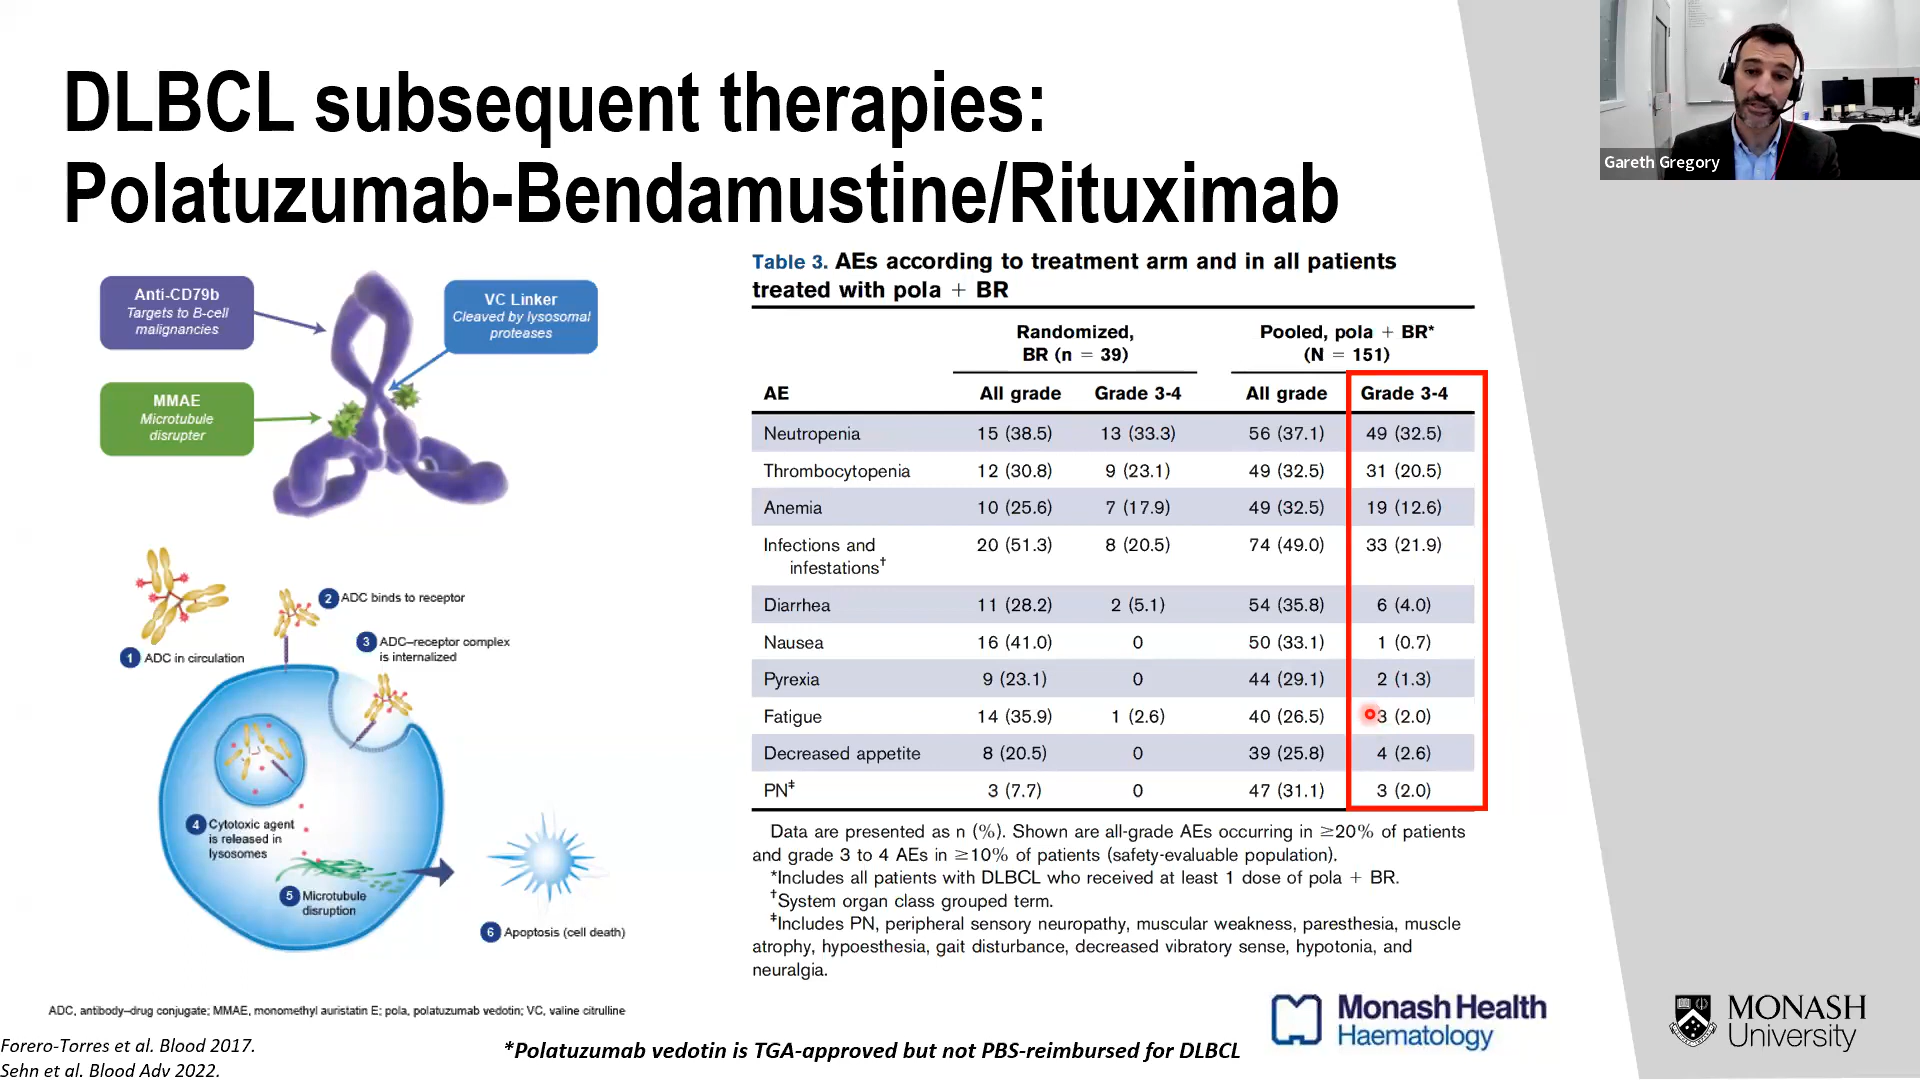 DLBCL subsequent therapies:
Polatuzumab-Bendamustine/Rituximab
Gareth Gregory
Anti-CD79b
Targets to B-cell
malignancies
VC Linker
Cleaved by lysosomal
proteases
MMAE
Microtubule
disrupter
1 ADC in circulation
2 ADC binds to receptor
3 ADC–receptor complex
is internalized
4 Cytotoxic agent
is released in
lysosomes
5 Microtubule
disruption
6 Apoptosis (cell death)
ADC, antibody–drug conjugate; MMAE, monomethyl auristatin E; pola, polatuzumab vedotin; VC, valine citrulline
Table 3. AEs according to treatment arm and in all patients
treated with pola + BR
Randomized, Pooled, pola + BR*
BR (n = 39) (N = 151)
AE All grade Grade 3-4 All grade Grade 3-4
Neutropenia 15 (38.5) 13 (33.3) 56 (37.1) 49 (32.5)
Thrombocytopenia 12 (30.8) 9 (23.1) 49 (32.5) 31 (20.5)
Anemia 10 (25.6) 7 (17.9) 49 (32.5) 19 (12.6)
Infections and 20 (51.3) 8 (20.5) 74 (49.0) 33 (21.9)
infestations†
Diarrhea 11 (28.2) 2 (5.1) 54 (35.8) 6 (4.0)
Nausea 16 (41.0) 0 50 (33.1) 1 (0.7)
Pyrexia 9 (23.1) 0 44 (29.1) 2 (1.3)
Fatigue 14 (35.9) 1 (2.6) 40 (26.5) 3 (2.0)
Decreased appetite 8 (20.5) 0 39 (25.8) 4 (2.6)
PN‡ 3 (7.7) 0 47 (31.1) 3 (2.0)
Data are presented as n (%). Shown are all-grade AEs occurring in ≥20% of patients
and grade 3 to 4 AEs in ≥10% of patients (safety-evaluable population).
*Includes all patients with DLBCL who received at least 1 dose of pola + BR.
†System organ class grouped term.
‡Includes PN, peripheral sensory neuropathy, muscular weakness, paresthesia, muscle
atrophy, hypoesthesia, gait disturbance, decreased vibratory sense, hypotonia, and
neuralgia.
Forero-Torres et al. Blood 2017.
Sehn et al. Blood Adv 2022.
*Polatuzumab vedotin is TGA-approved but not PBS-reimbursed for DLBCL
Monash Health
Haematology
MONASH
University